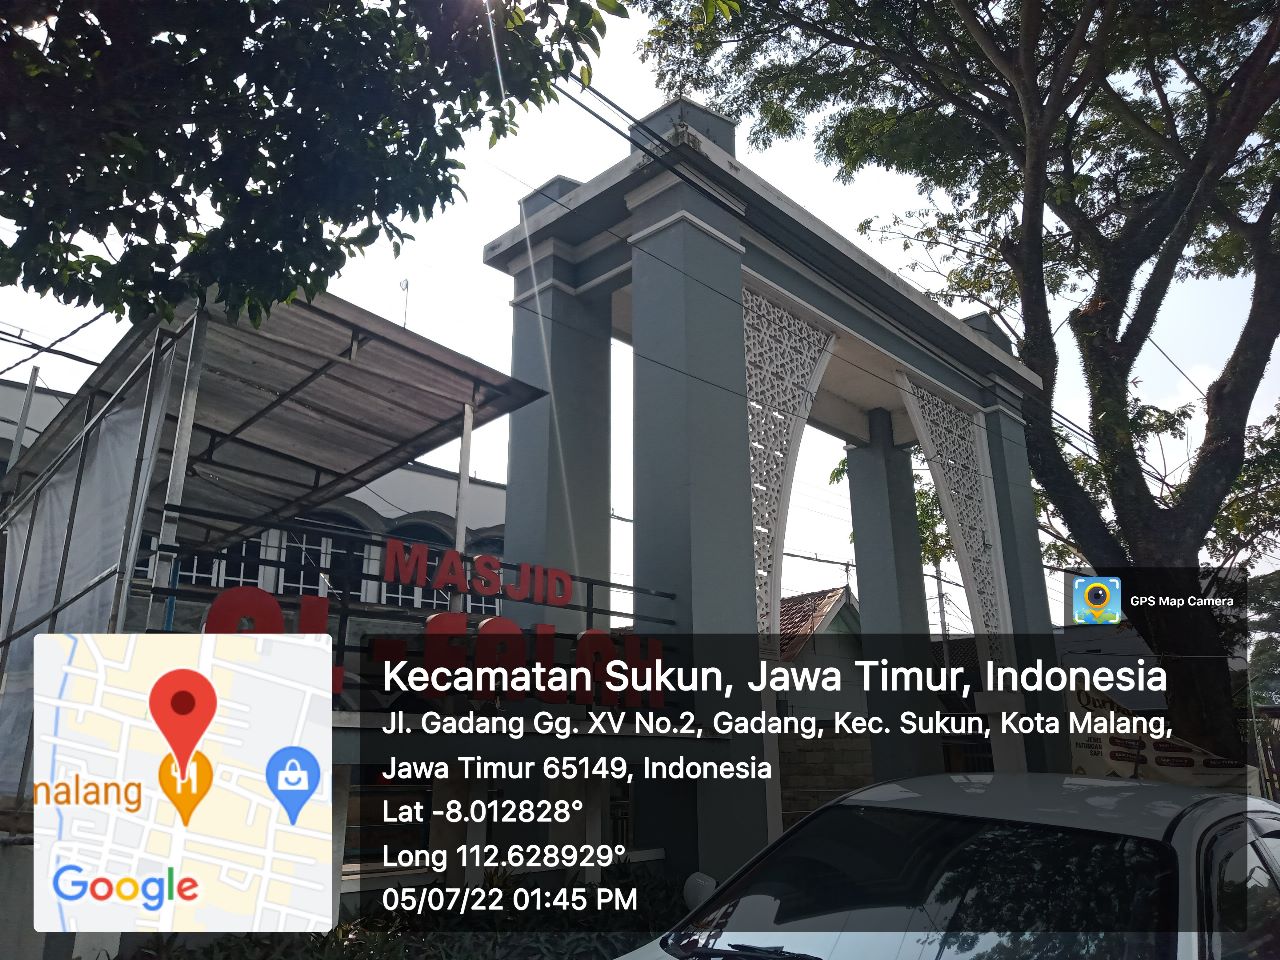 MASJID
GPS Map Camera
Kecamatan Sukun, Jawa Timur, Indonesia
Jl. Gadang Gg. XV No.2, Gadang, Kec. Sukun, Kota Malang,
Jawa Timur 65149, Indonesia
Lat -8.012828°
Long 112.628929°
05/07/22 01:45 PM
nalang
Google